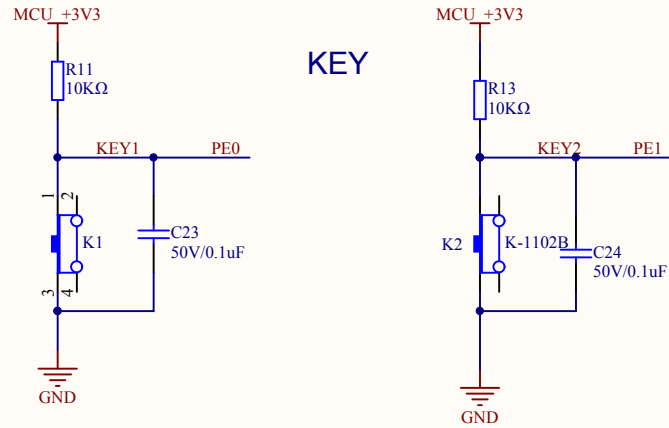 MCU_+3V3
R11
10KΩ
KEY1
PE0
1
2
K1
C23
50V/0.1uF
3
4
GND
KEY
MCU_+3V3
R13
10KΩ
KEY2
PE1
K2
K-1102B
C24
50V/0.1uF
GND